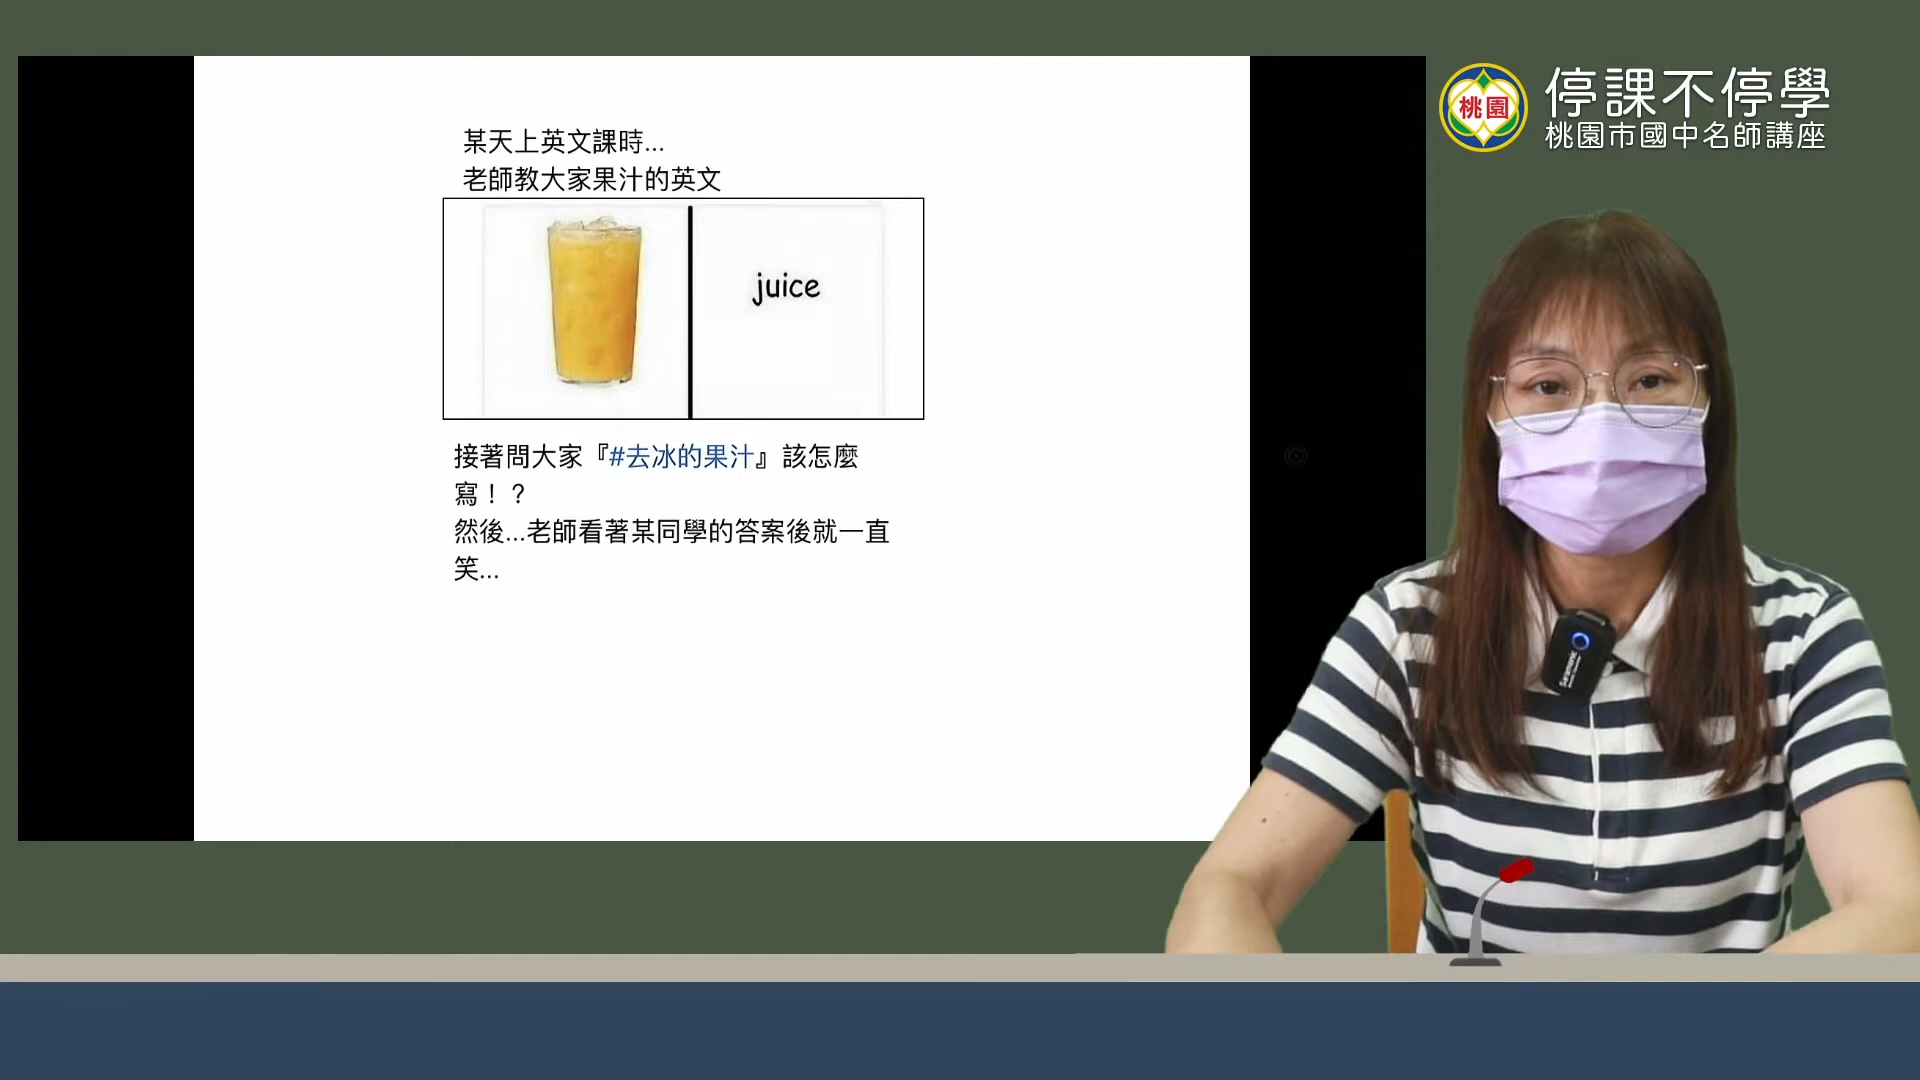 某天上英文課時...
老師教大家果汁的英文
juice
接著問大家『#去冰的果汁』該怎麼
寫！？
然後...老師看著某同學的答案後就一直
笑...
桃園
停課不停學
桃園市國中名師講座
Saramonic